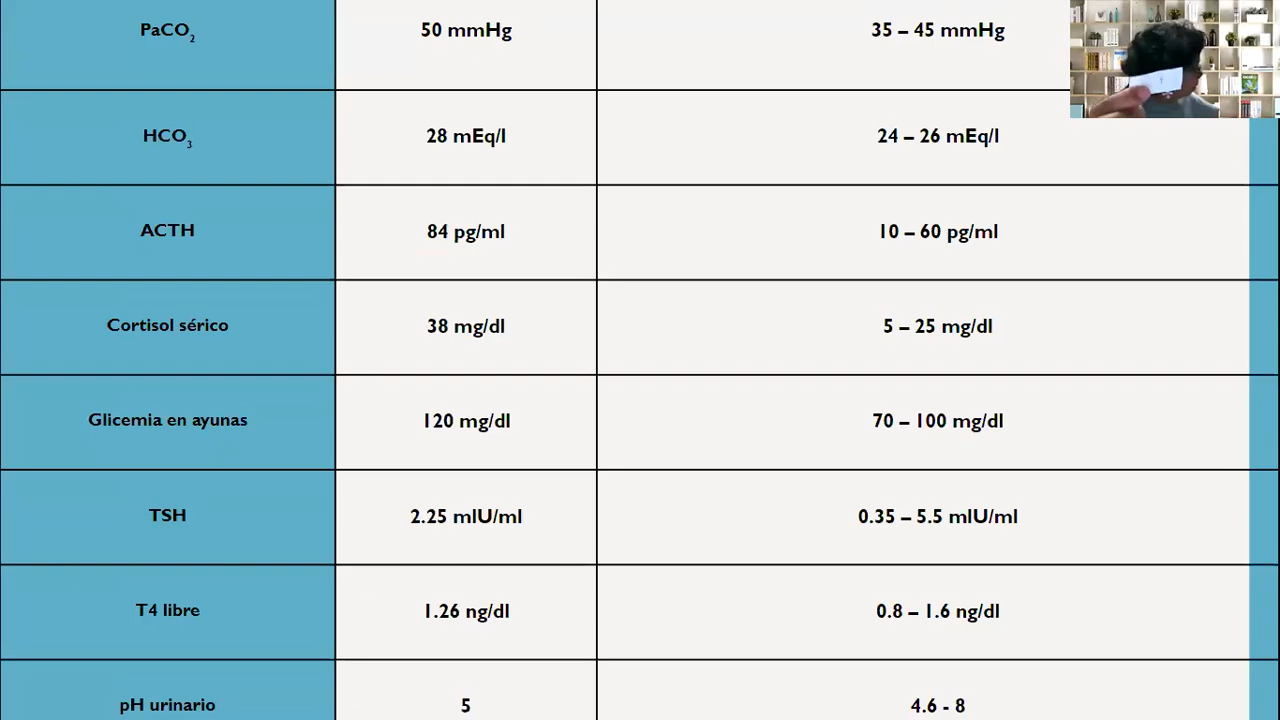 PaCO2 50 mmHg 35 – 45 mmHg
HCO3 28 mEq/l 24 – 26 mEq/l
ACTH 84 pg/ml 10 – 60 pg/ml
Cortisol sérico 38 mg/dl 5 – 25 mg/dl
Glicemia en ayunas 120 mg/dl 70 – 100 mg/dl
TSH 2.25 mIU/ml 0.35 – 5.5 mIU/ml
T4 libre 1.26 ng/dl 0.8 – 1.6 ng/dl
pH urinario 5 4.6 - 8